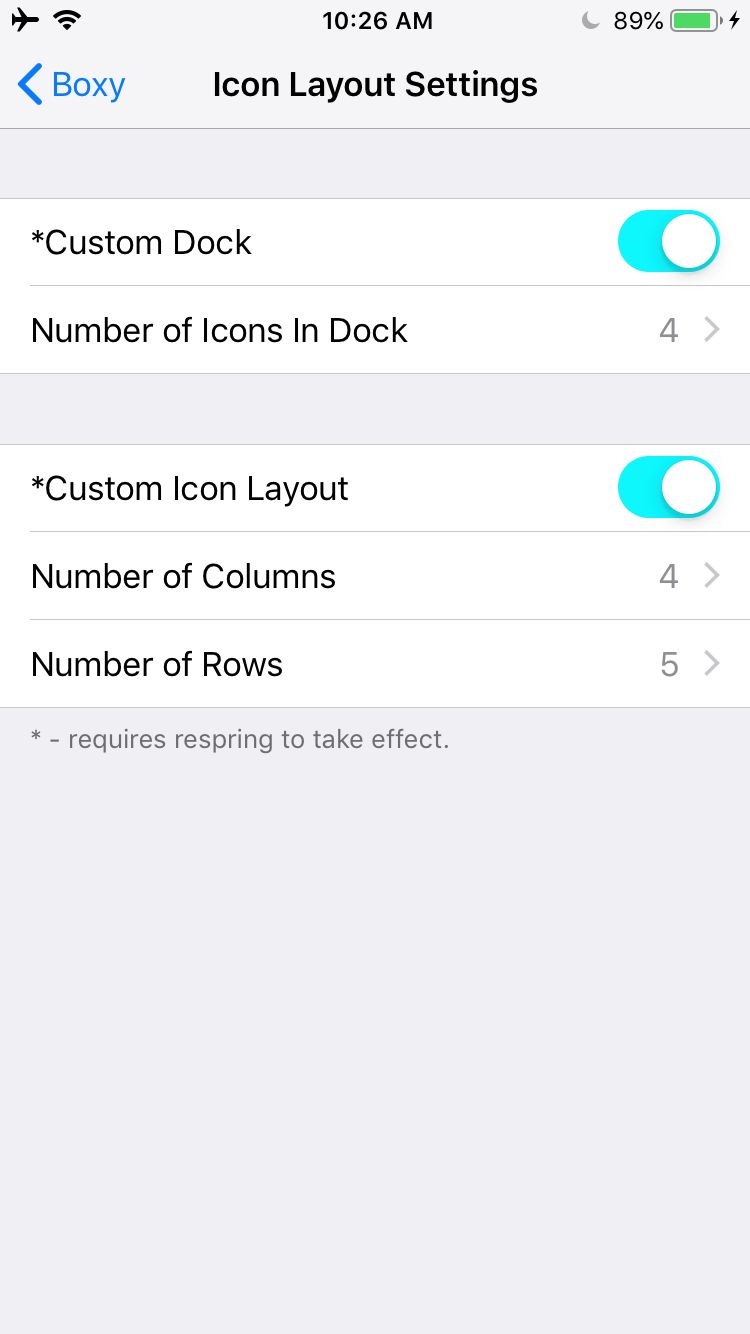 10:26 AM
89%
Boxy
Icon Layout Settings
*Custom Dock
Number of Icons In Dock
4
*Custom Icon Layout
Number of Columns
4
Number of Rows
5
* - requires respring to take effect.